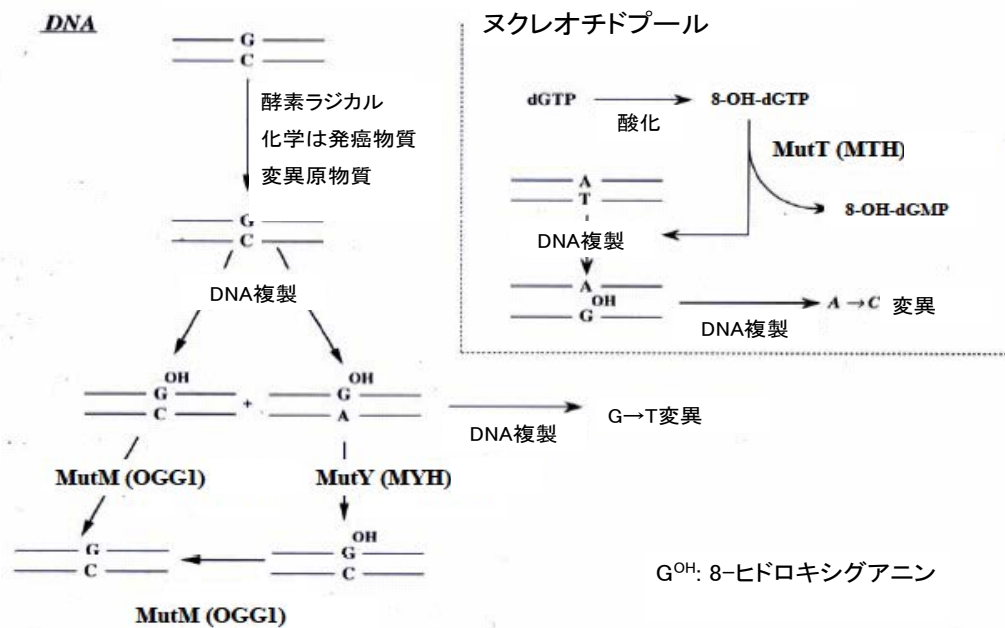 DNA
G
C
酵素ラジカル
化学は発癌物質
変異原物質
G
C
DNA複製
OH
G
C
+
OH
G
A
DNA複製
G→T変異
MutM (OGG1)
MutY (MYH)
G
C
OH
G
C
MutM (OGG1)
ヌクレオチドプール
dGTP
酸化
8-OH-dGTP
MutT (MTH)
8-OH-dGMP
A
T
DNA複製
A
OH
G
DNA複製
A→C 変異
GOH: 8-ヒドロキシグアニン